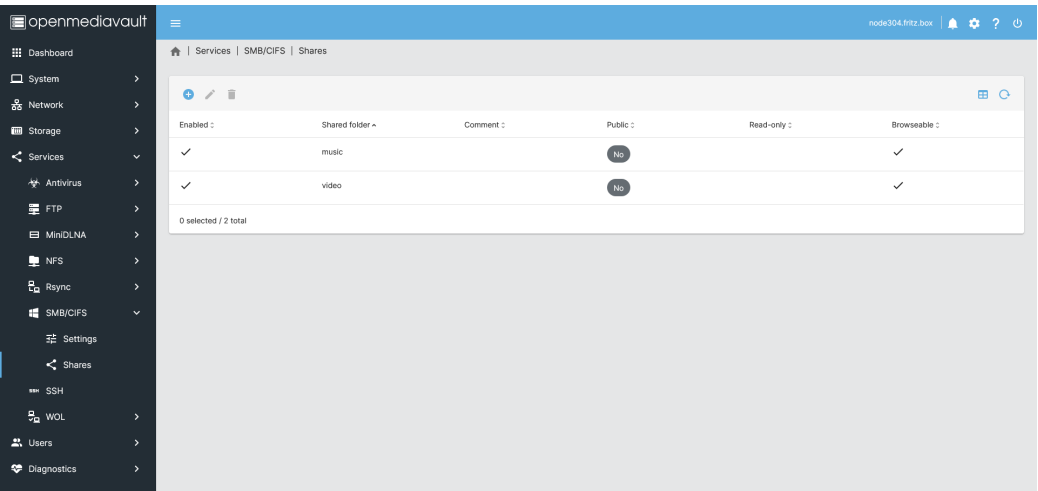 openmediavault
node304.fritz.box
Dashboard
System
Network
Storage
Services
Antivirus
FTP
MiniDLNA
NFS
Rsync
SMB/CIFS
Settings
Shares
SSH SSH
WOL
Users
Diagnostics
| Services | SMB/CIFS | Shares
Enabled Shared folder Comment Public Read-only Browseable
music No
video No
0 selected / 2 total